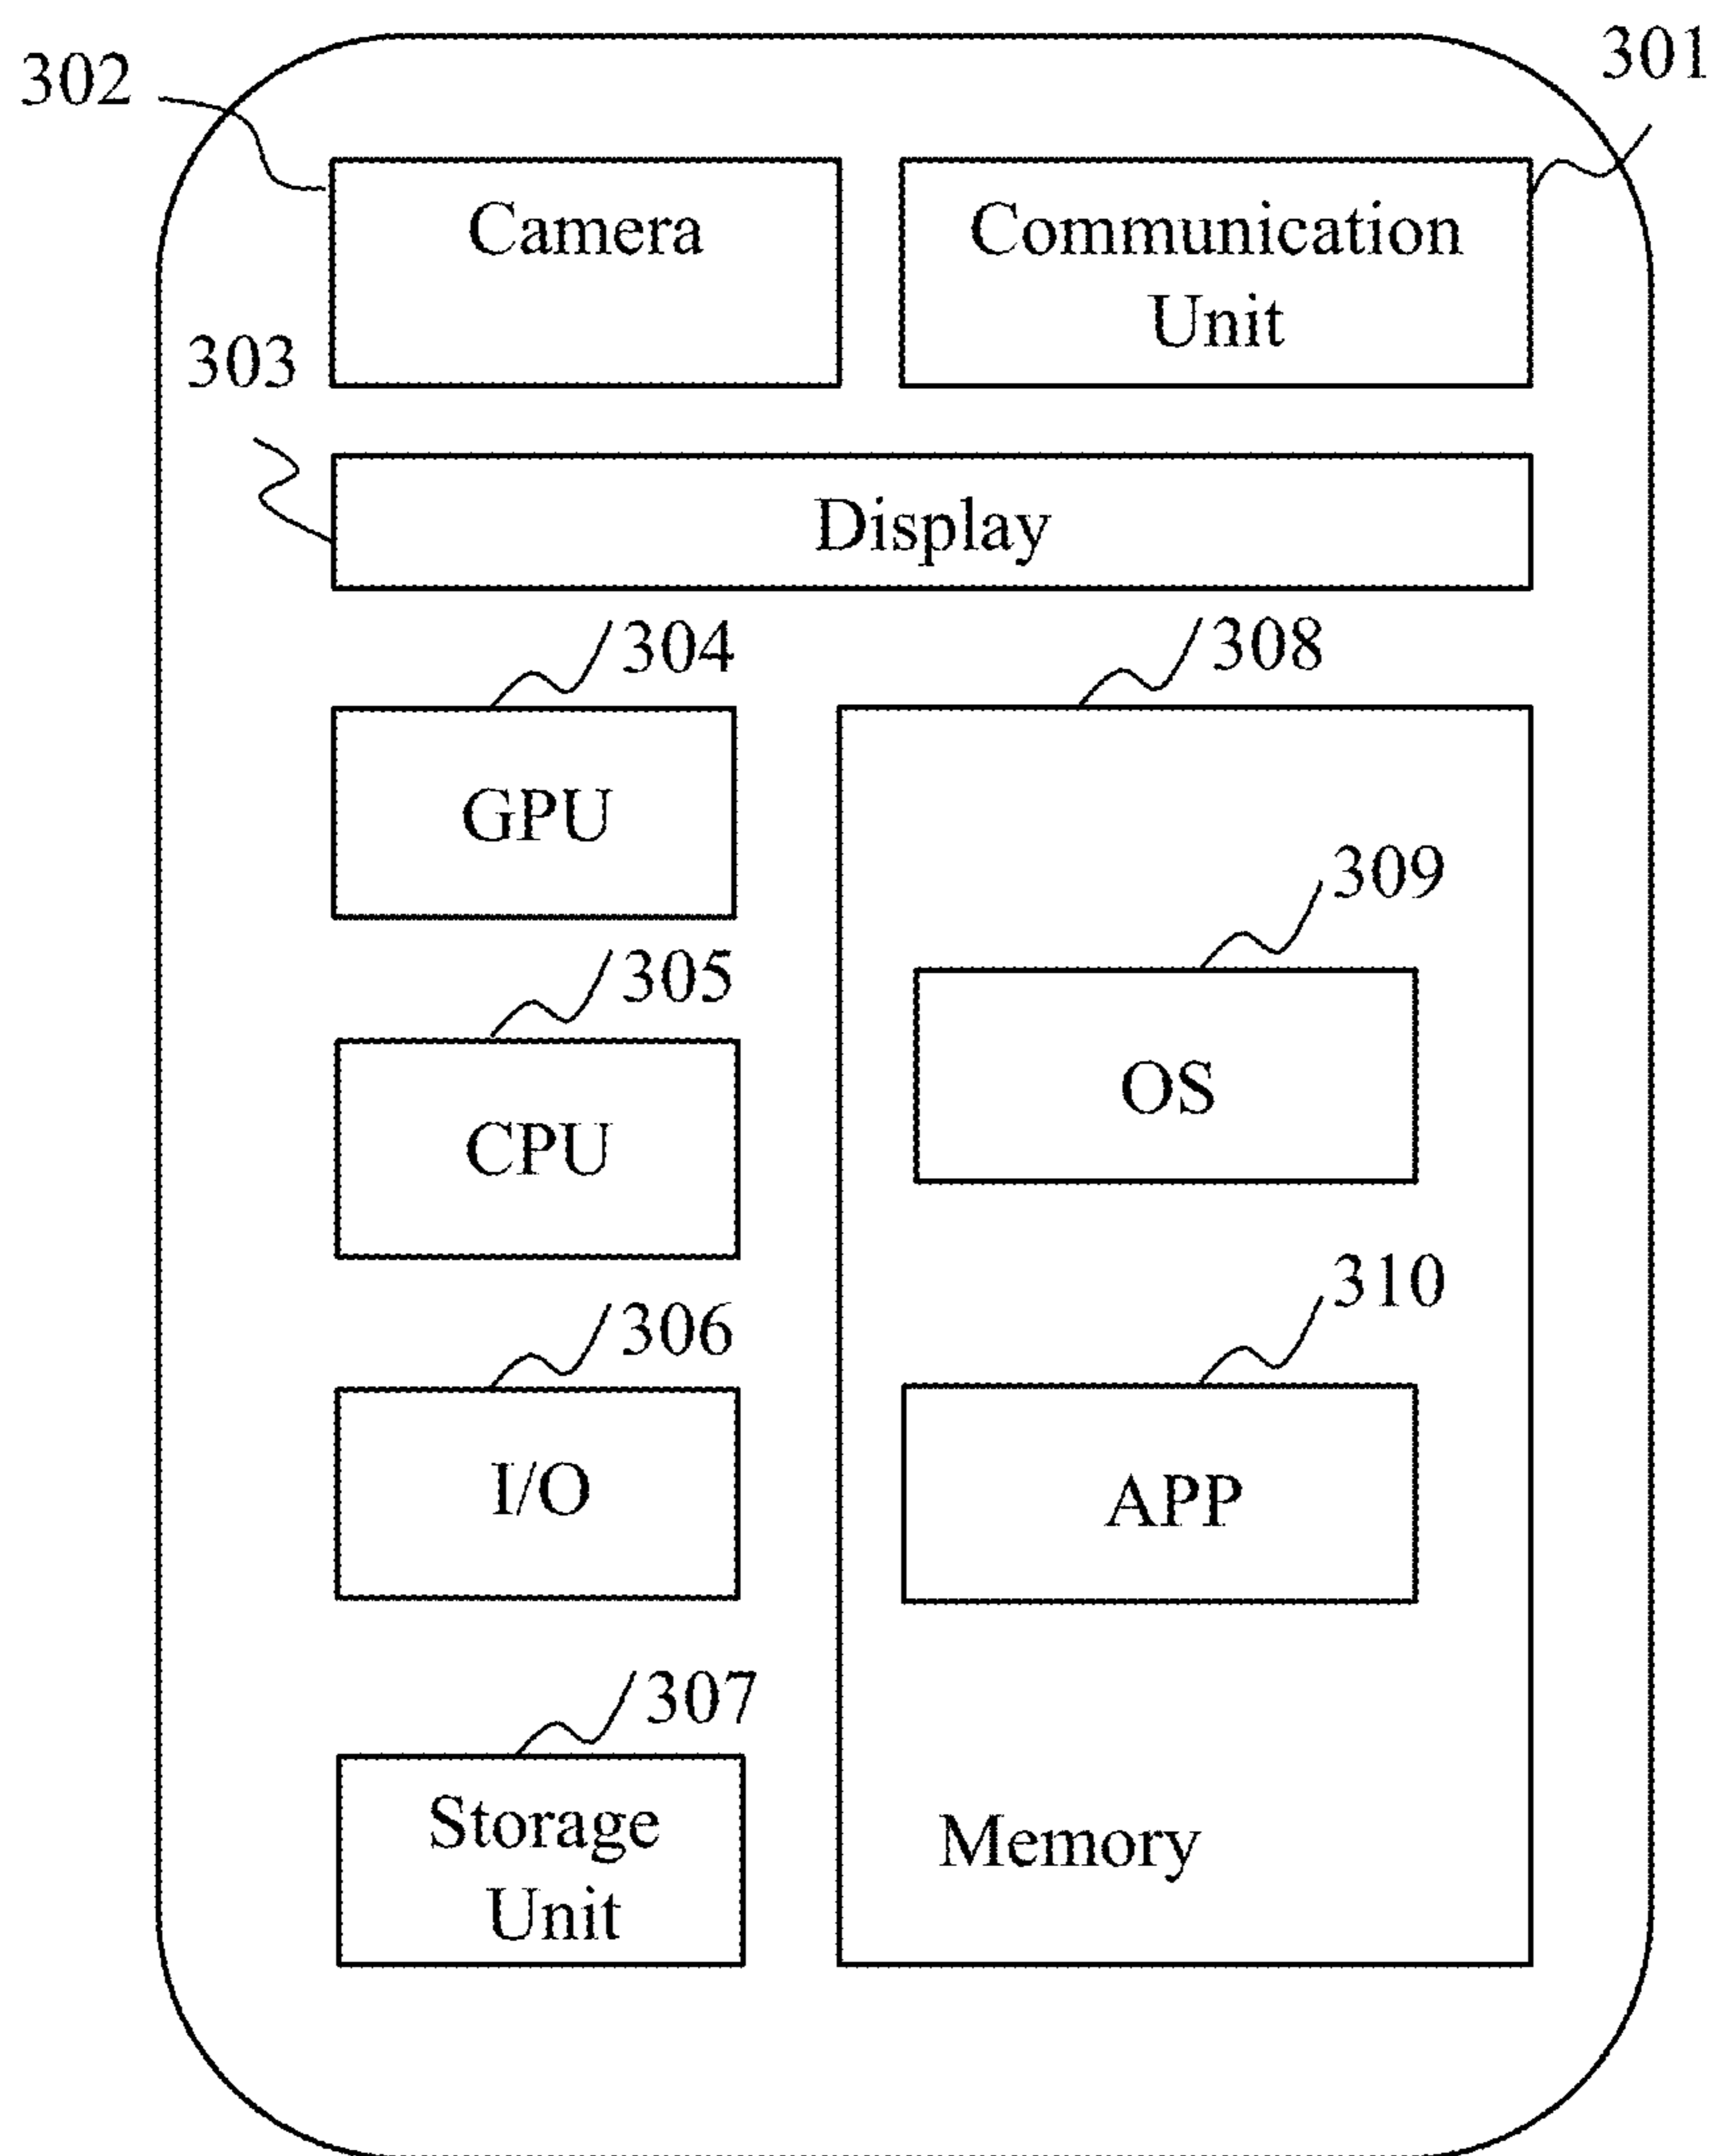 301
302
Camera
Communication
Unit
303
Display
304
308
GPU
309
305
OS
CPU
310
306
I/O
APP
307
Storage
Unit
Memory